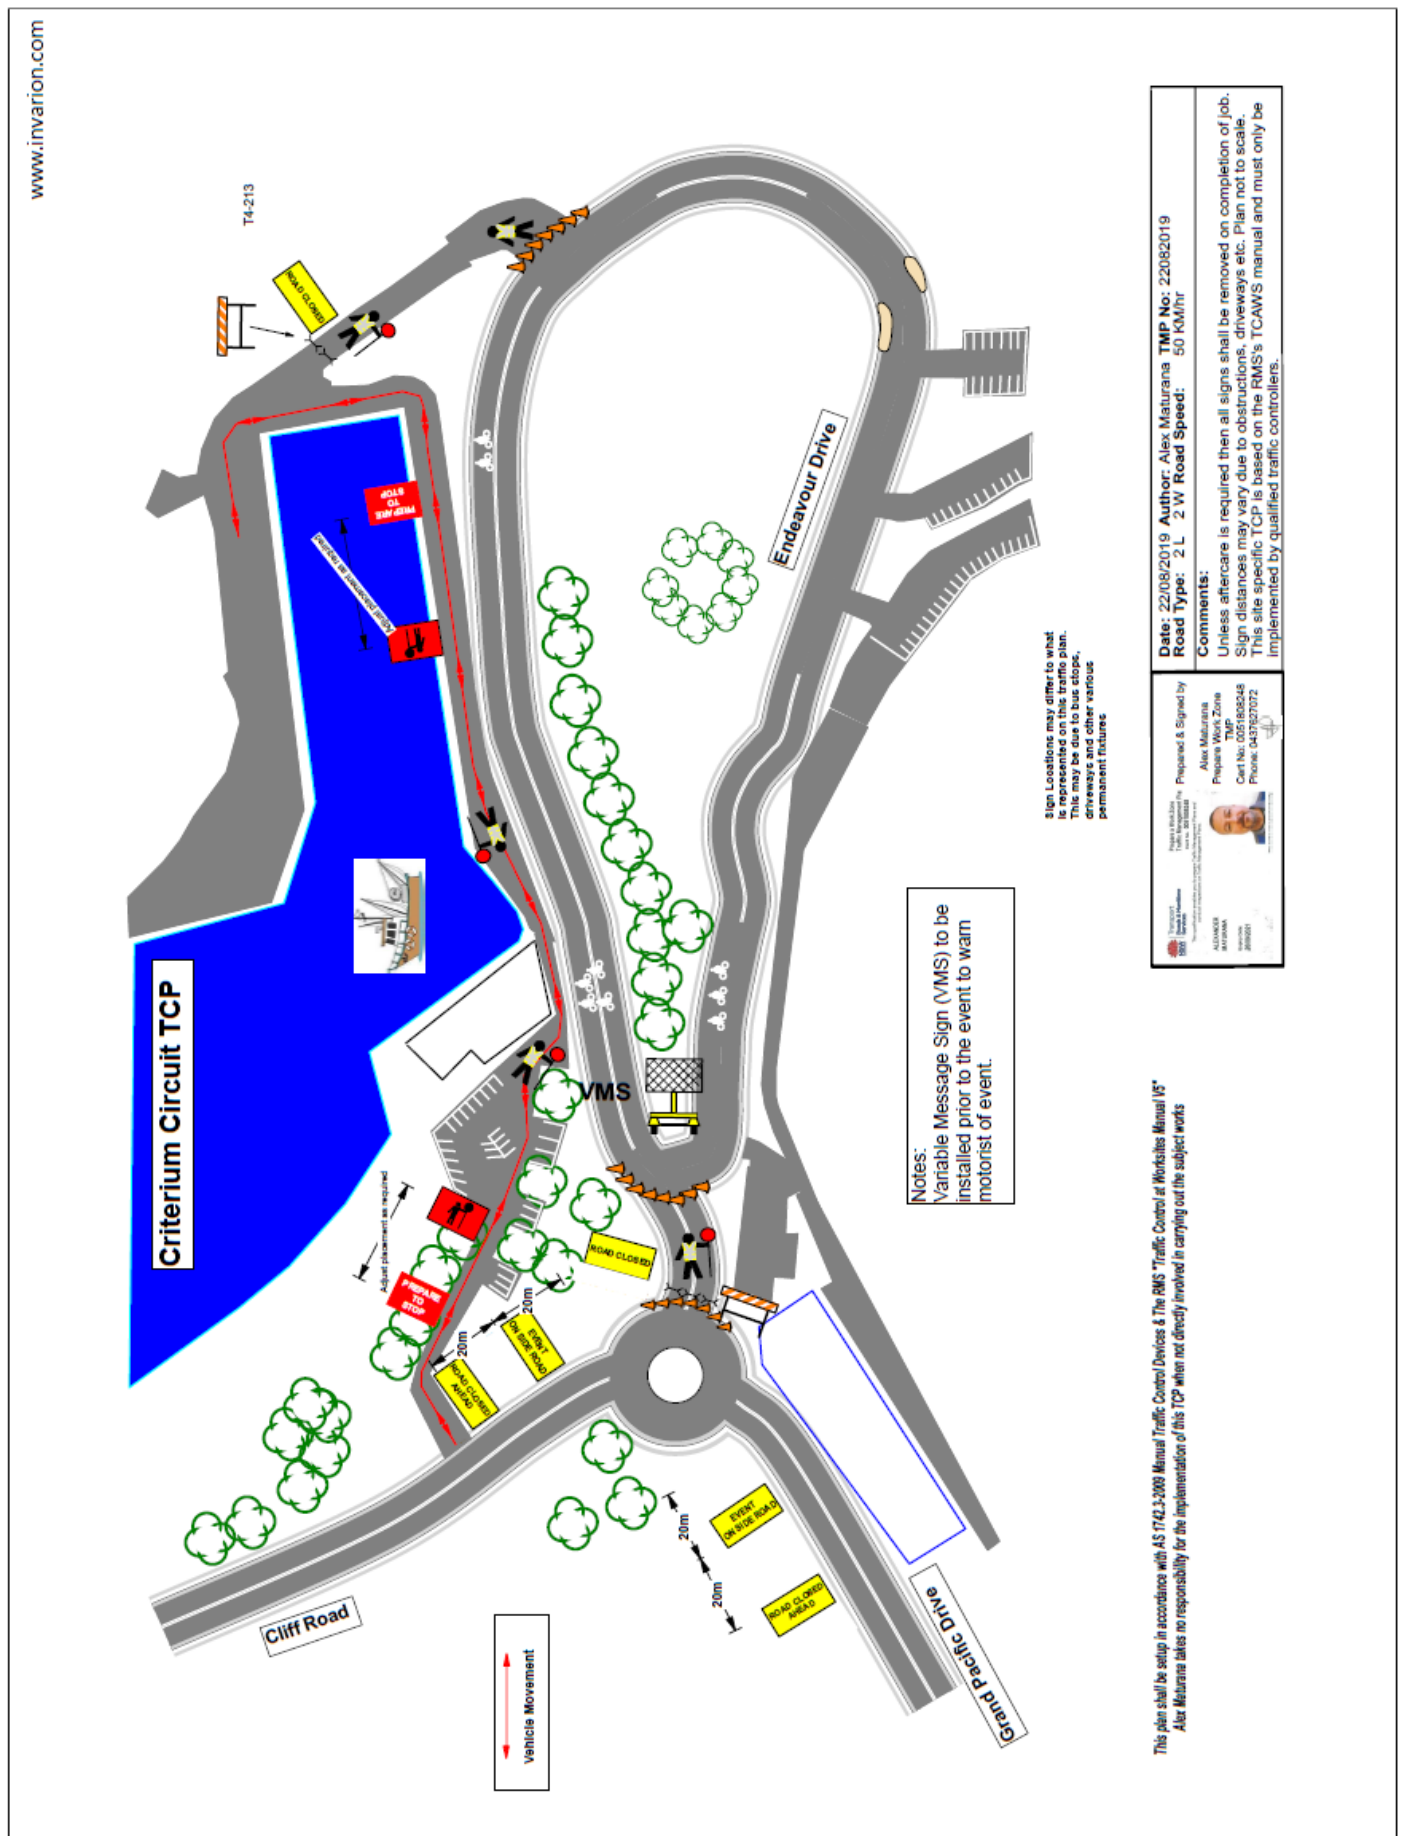 www.invarion.com
T4-213
ROAD CLOSED
Criterium Circuit TCP
PREPARE
TO
STOP
Adjust placement as required
Endeavour Drive
VMS
Adjust placement as required
PREPARE
TO
STOP
ROAD CLOSED
20m
20m
EVENT
ON SIDE ROAD
ROAD CLOSED
AHEAD
Cliff Road
20m
20m
EVENT
ON SIDE ROAD
ROAD CLOSED
AHEAD
Grand Pacific Drive
Vehicle Movement
Notes:
Variable Message Sign (VMS) to be
installed prior to the event to warn
motorist of event.
Sign Locations may differ to what
is represented on this traffic plan.
This may be due to bus stops,
driveways and other various
permanent fixtures
Date: 22/08/2019 Author: Alex Maturana TMP No: 22082019
Road Type: 2 L 2 W Road Speed: 50 KM/hr
Comments:
Unless aftercare is required then all signs shall be removed on completion of job.
Sign distances may vary due to obstructions, driveways etc. Plan not to scale.
This site specific TCP is based on the RMS's TCAWS manual and must only be
implemented by qualified traffic controllers.
Prepared & Signed by
Alex Maturana
Prepare Work Zone
TMP
Cert No: 0051808248
Phone: 0437627072
Transport
ALEXANDER
MATURANA
This plan shall be setup in accordance with AS 1742.3-2009 Manual Traffic Control Devices & The RMS "Traffic Control at Worksites Manual V5"
Alex Maturana takes no responsibility for the implementation of this TCP when not directly involved in carrying out the subject works